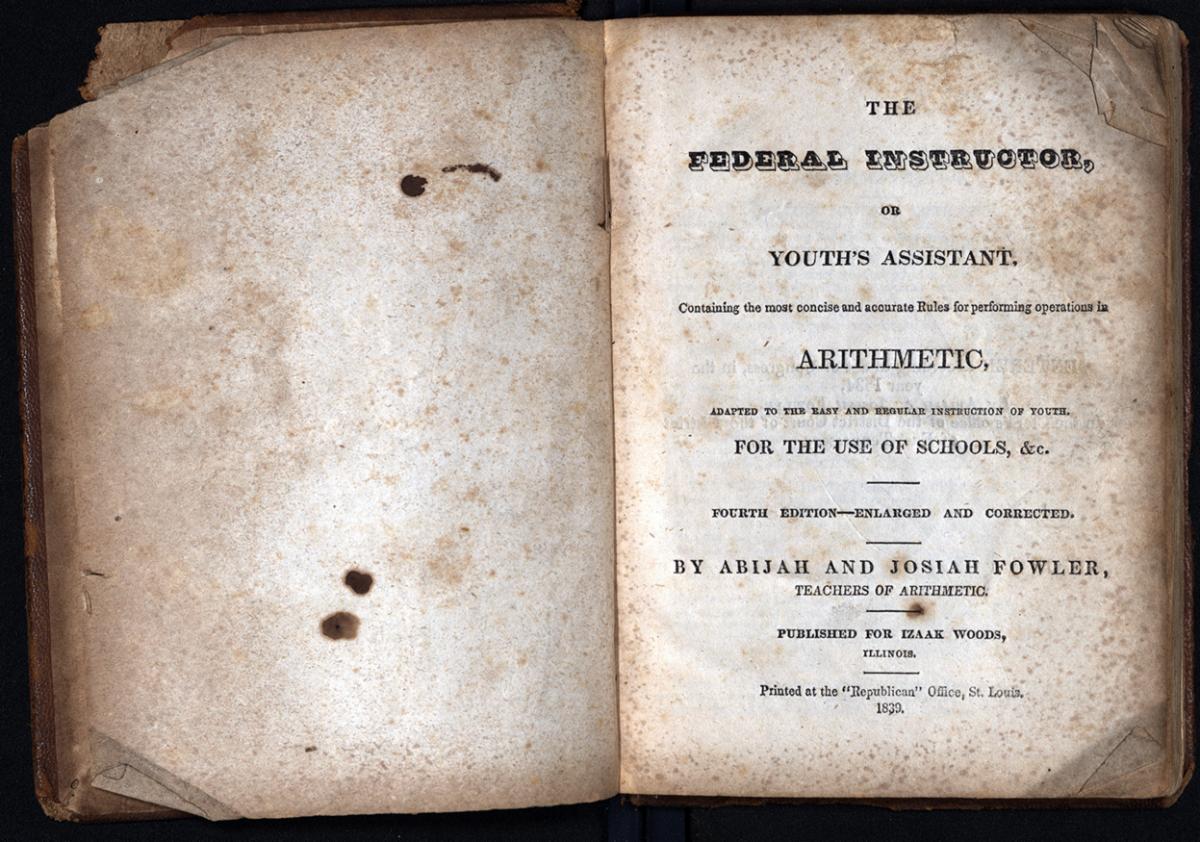 THE
FEDERAL INSTRUCTOR,
OR
YOUTH'S ASSISTANT,
Containing the most concise and accurate Rules for performing operations in
ARITHMETIC,
ADAPTED TO THE EASY AND REGULAR INSTRUCTION OF YOUTH.
FOR THE USE OF SCHOOLS, &c.
FOURTH EDITION—ENLARGED AND CORRECTED.
BY ABIJAH AND JOSIAH FOWLER,
TEACHERS OF ARITHMETIC.
PUBLISHED FOR IZAAK WOODS,
ILLINOIS.
Printed at the "Republican" Office, St. Louis.
1839.